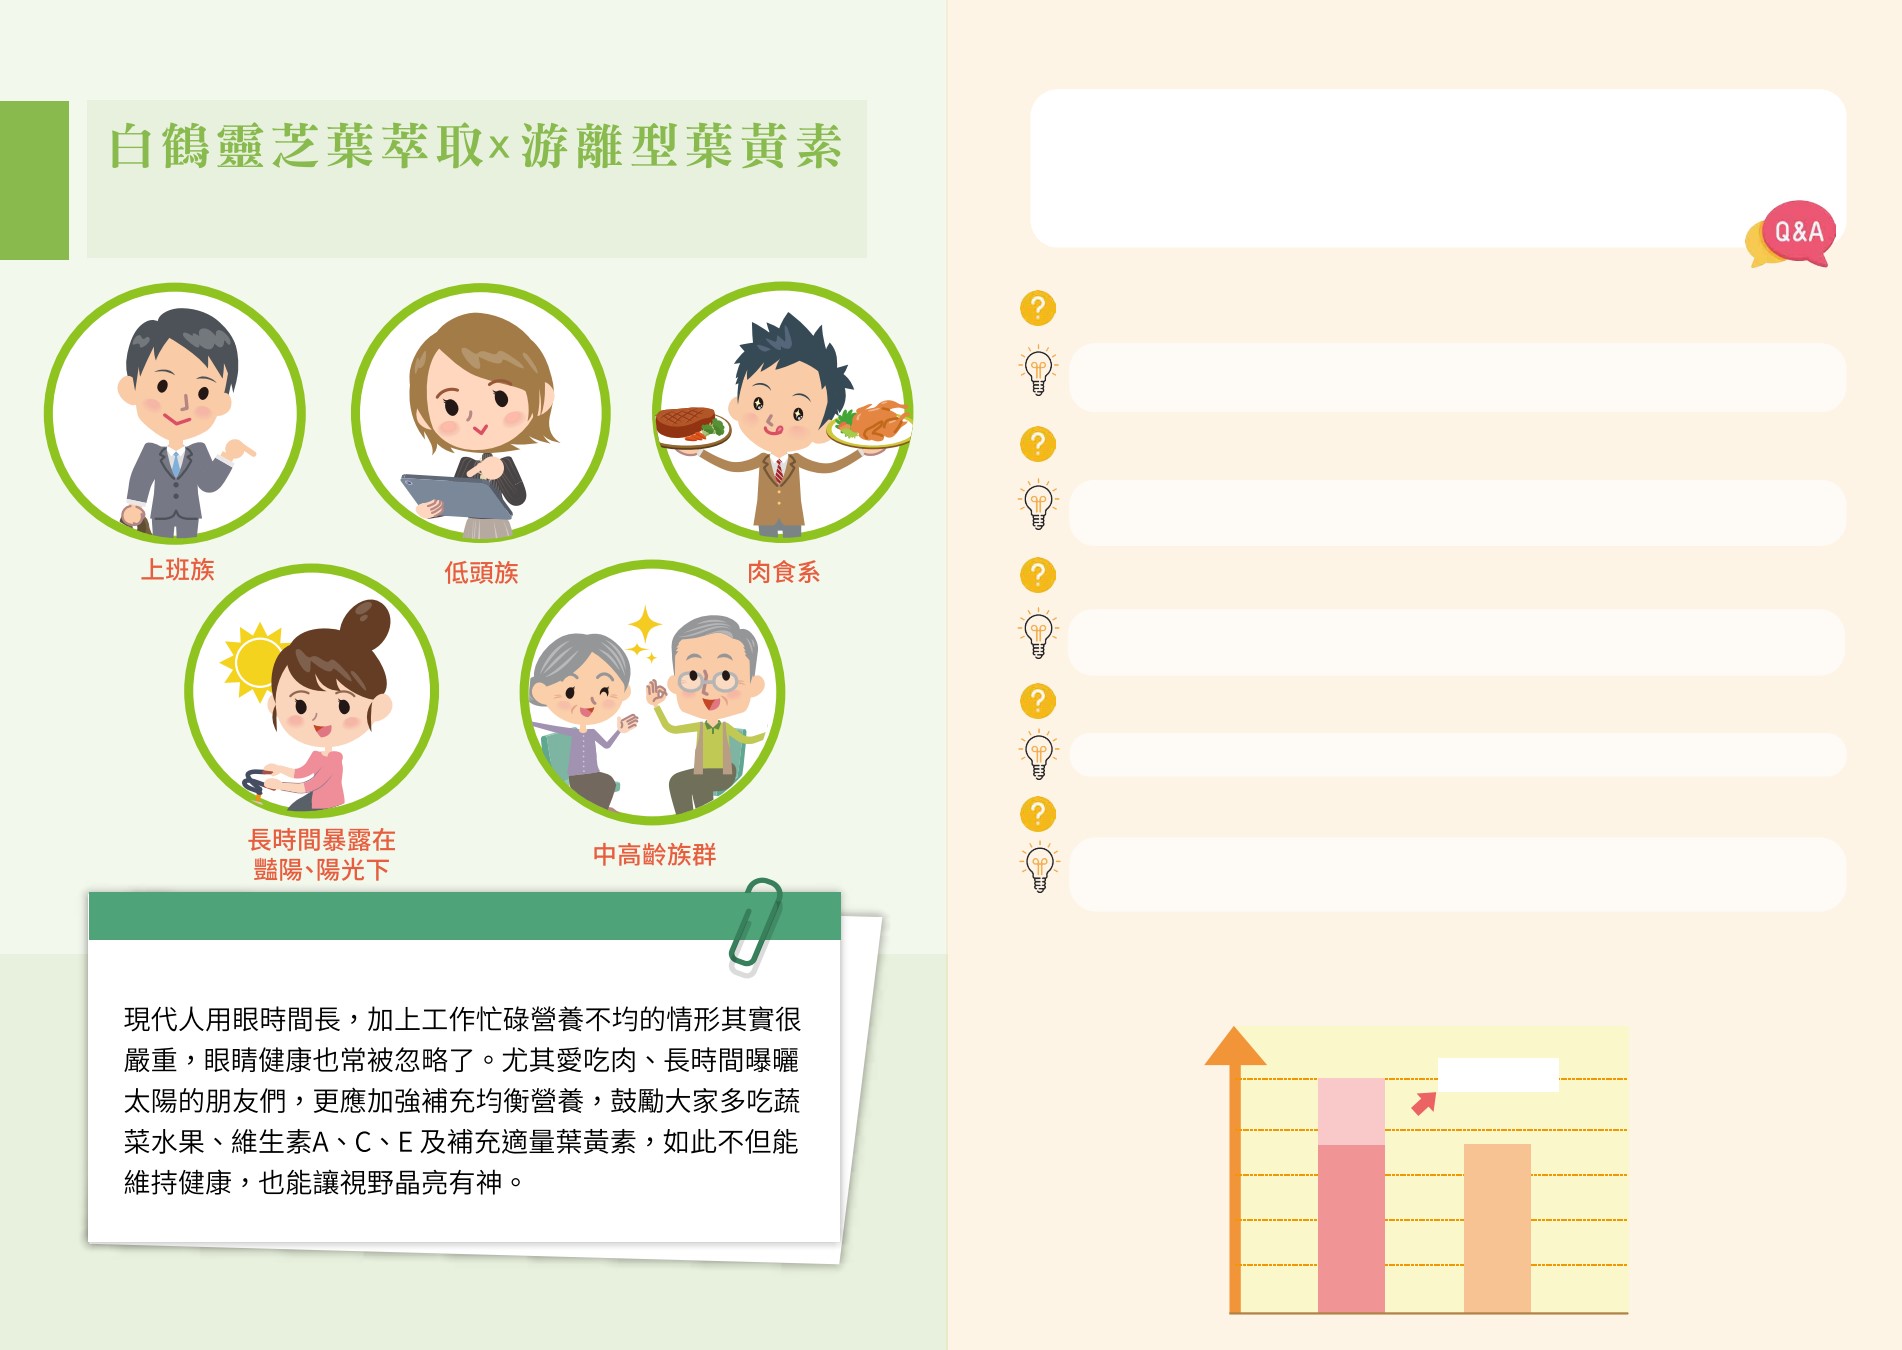 白鶴靈芝葉萃取x游離型葉黃素
上班族
低頭族
肉食系
長時間暴露在
豔陽、陽光下
中高齡族群
現代人用眼時間長，加上工作忙碌營養不均的情形其實很
嚴重，眼睛健康也常被忽略了。尤其愛吃肉、長時間曝曬
太陽的朋友們，更應加強補充均衡營養，鼓勵大家多吃蔬
菜水果、維生素A、C、E 及補充適量葉黃素，如此不但能
維持健康，也能讓視野晶亮有神。
Q&A
?
?
?
?
?